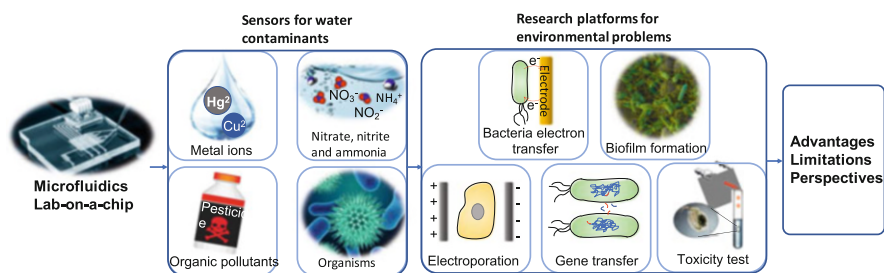 Sensors for water
contaminants
Research platforms for
environmental problems
Microfluidics
Lab-on-a-chip
Hg²
Cu²
Metal ions
NO₃⁻
NH₄⁺
NO₂⁻
Nitrate, nitrite
and ammonia
Pesticid
e
Organic pollutants
Organisms
e⁻
Electrode
e⁻
Bacteria electron
transfer
Biofilm formation
+ -
+ -
+ -
+ -
Electroporation
Gene transfer
Toxicity test
Advantages
Limitations
Perspectives